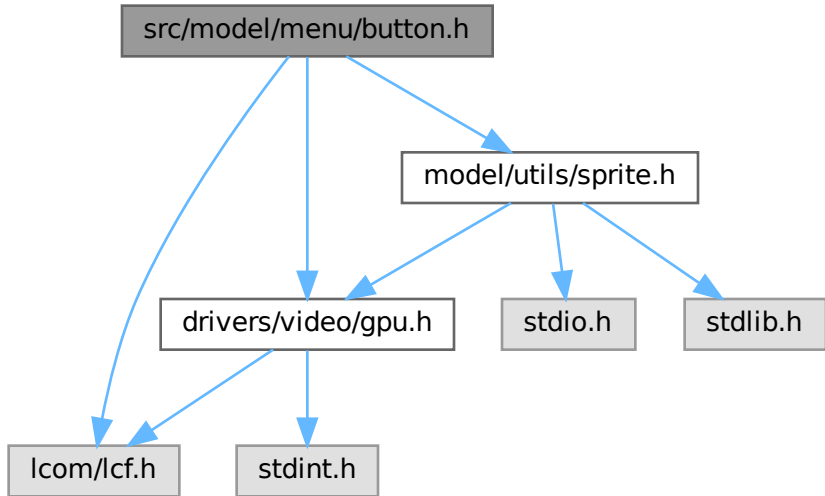 src/model/menu/button.h
model/utils/sprite.h
drivers/video/gpu.h
stdio.h
stdlib.h
lcom/lcf.h
stdint.h